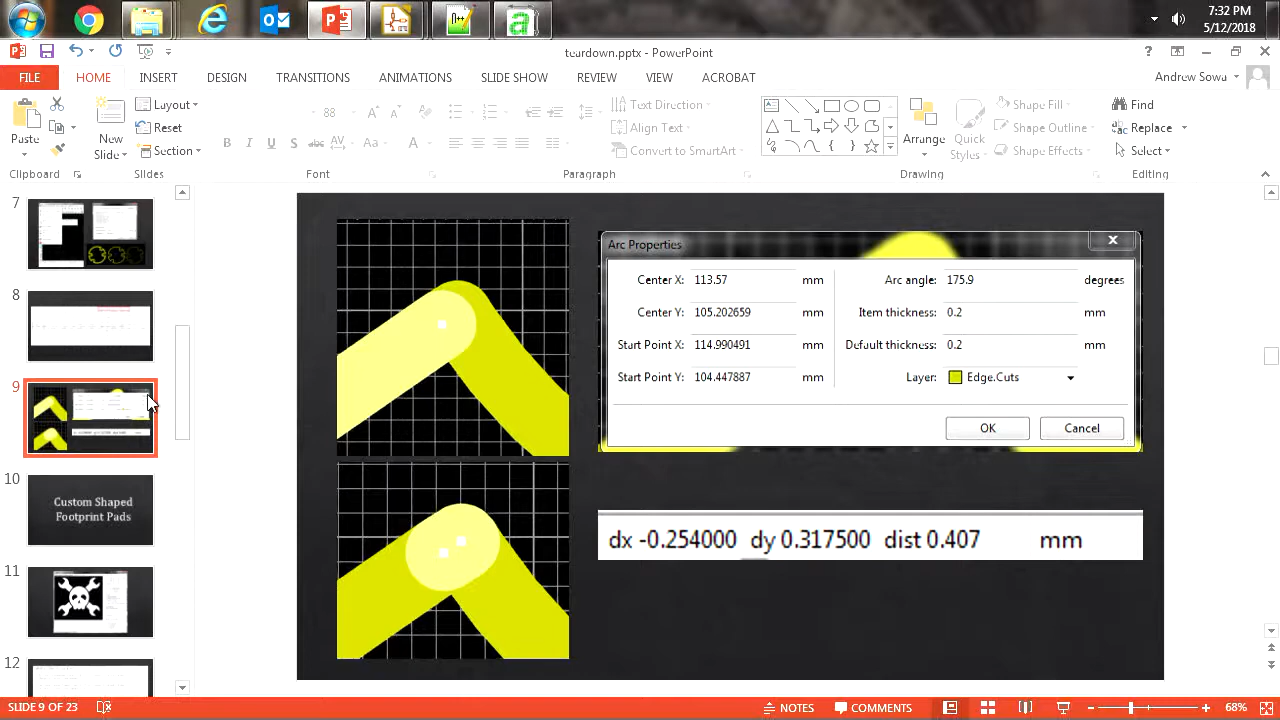 7:32 PM
5/12/2018
teardown.pptx - PowerPoint
?
FILE HOME INSERT DESIGN TRANSITIONS ANIMATIONS SLIDE SHOW REVIEW VIEW ACROBAT
Andrew Sowa
Paste
New
Slide
Layout
Reset
Section
88
B I U S abc AV Aa A
Text Direction
Align Text
Convert to SmartArt
Quick
Styles
Shape Fill
Shape Outline
Shape Effects
Find
Select
Clipboard Slides Font Paragraph Drawing Editing
7
8
9
10
Custom Shaped
Footprint Pads
11
12
Arc Properties
Center X: 113.57 mm Arc angle: 175.9 degrees
Center Y: 105.202659 mm Item thickness: 0.2 mm
Start Point X: 114.990491 mm Default thickness: 0.2 mm
Start Point Y: 104.447887 mm Layer: Edge.Cuts
OK Cancel
dx -0.254000 dy 0.317500 dist 0.407 mm
SLIDE 9 OF 23
NOTES COMMENTS 68%